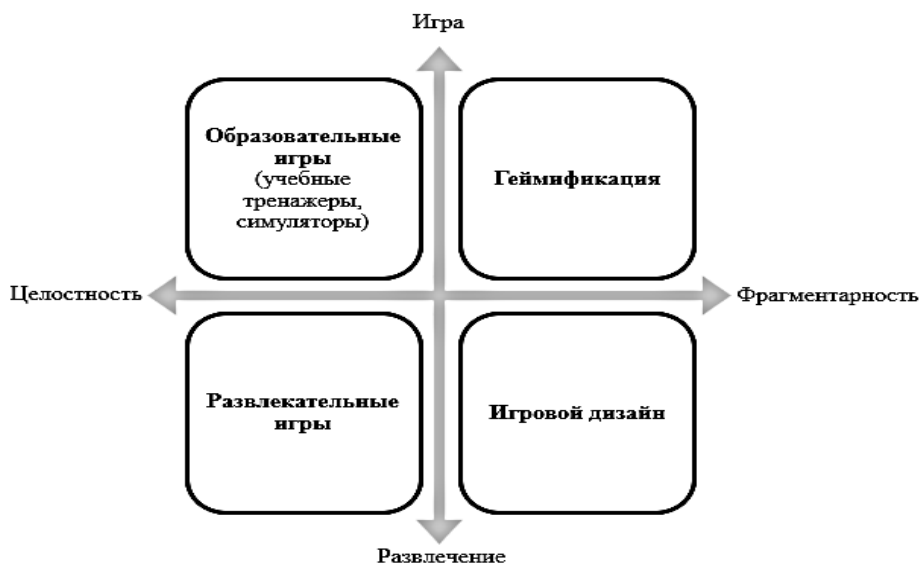 Игра
Образовательные
игры
(учебные
тренажеры,
симуляторы)
Геймификация
Целостность
Фрагментарность
Развлекательные
игры
Игровой дизайн
Развлечение